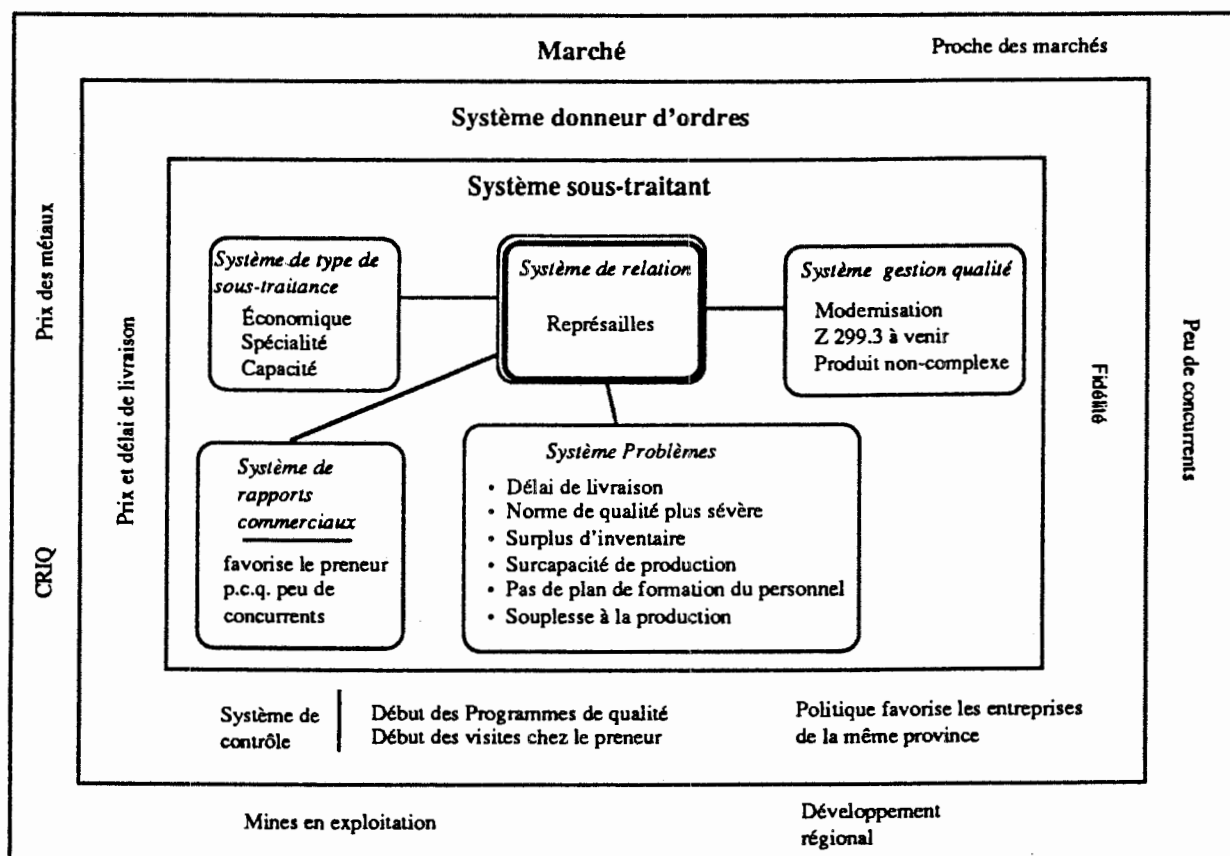 Marché
Proche des marchés
Système donneur d'ordres
Système sous-traitant
Prix des métaux
CRIQ
Prix et délai de livraison
Système de type de
sous-traitance
Économique
Spécialité
Capacité
Système de relation
Représailles
Système gestion qualité
Modernisation
Z 299.3 à venir
Produit non-complexe
Système de
rapports
commerciaux
favorise le preneur
p.c.q. peu de
concurrents
Système Problèmes
• Délai de livraison
• Norme de qualité plus sévère
• Surplus d'inventaire
• Surcapacité de production
• Pas de plan de formation du personnel
• Souplesse à la production
Fidélité
Peu de concurrents
Système de
contrôle
Début des Programmes de qualité
Début des visites chez le preneur
Politique favorise les entreprises
de la même province
Mines en exploitation
Développement
régional